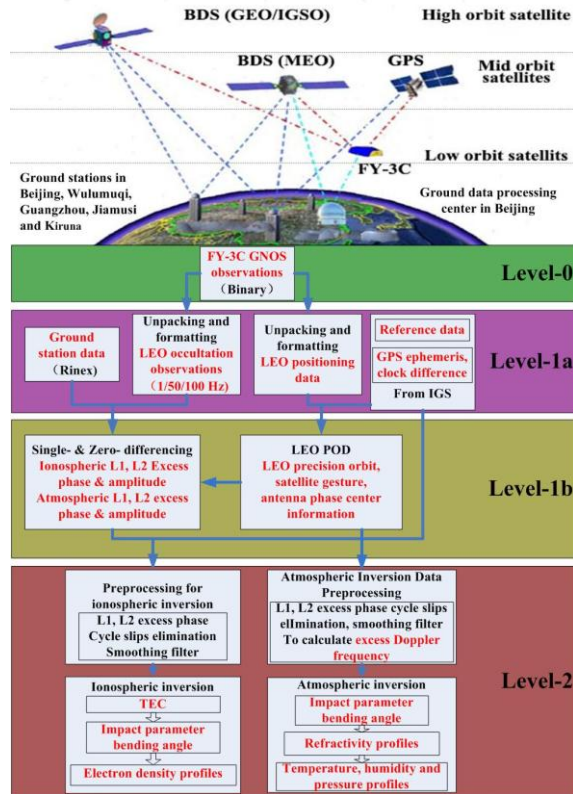 BDS (GEO/IGSO)
High orbit satellite
BDS (MEO)
GPS
Mid orbit
satellites
Low orbit satellits
FY-3C
Ground stations in
Beijing, Wulumuqi,
Guangzhou, Jiamusi
and Kiruna
Ground data processing
center in Beijing
FY-3C GNOS
observations
（Binary）
Level-0
Ground
station data
（Rinex）
Unpacking and
formatting
LEO occultation
observations
(1/50/100 Hz)
Unpacking and
formatting
LEO positioning
data
Reference data
GPS ephemeris,
clock difference
From IGS
Level-1a
Single- & Zero- differencing
Ionospheric L1, L2 Excess
phase & amplitude
Atmospheric L1, L2 excess
phase & amplitude
LEO POD
LEO precision orbit,
satellite gesture,
antenna phase center
information
Level-1b
Preprocessing for
ionospheric inversion
L1, L2 excess phase
Cycle slips elimination
Smoothing filter
Atmospheric Inversion Data
Preprocessing
L1, L2 excess phase cycle slips
elImination, smoothing filter
To calculate excess Doppler
frequency
Level-2
Ionospheric inversion
TEC
Impact parameter
bending angle
Electron density profiles
Atmospheric inversion
Impact parameter
bending angle
Refractivity profiles
Temperature, humidity and
pressure profiles